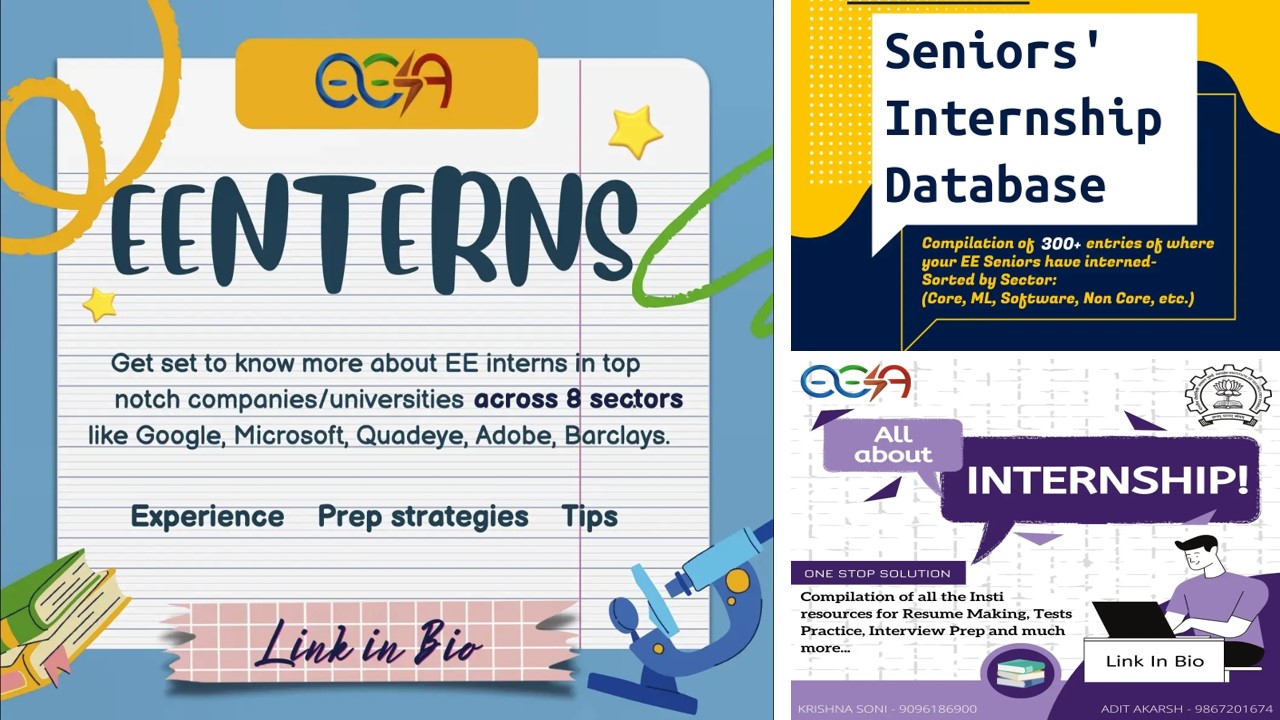 EESA
EENTERNS
Get set to know more about EE interns in top
notch companies/universities across 8 sectors
like Google, Microsoft, Quadeye, Adobe, Barclays.
Experience Prep strategies Tips
Link in Bio
Seniors'
Internship
Database
Compilation of 300+ entries of where
your EE Seniors have interned-
Sorted by Sector:
(Core, ML, Software, Non Core, etc.)
EESA
All
about
INTERNSHIP!
ONE STOP SOLUTION
Compilation of all the Insti
resources for Resume Making, Tests
Practice, Interview Prep and much
more...
Link In Bio
KRISHNA SONI - 9096186900
ADIT AKARSH - 9867201674